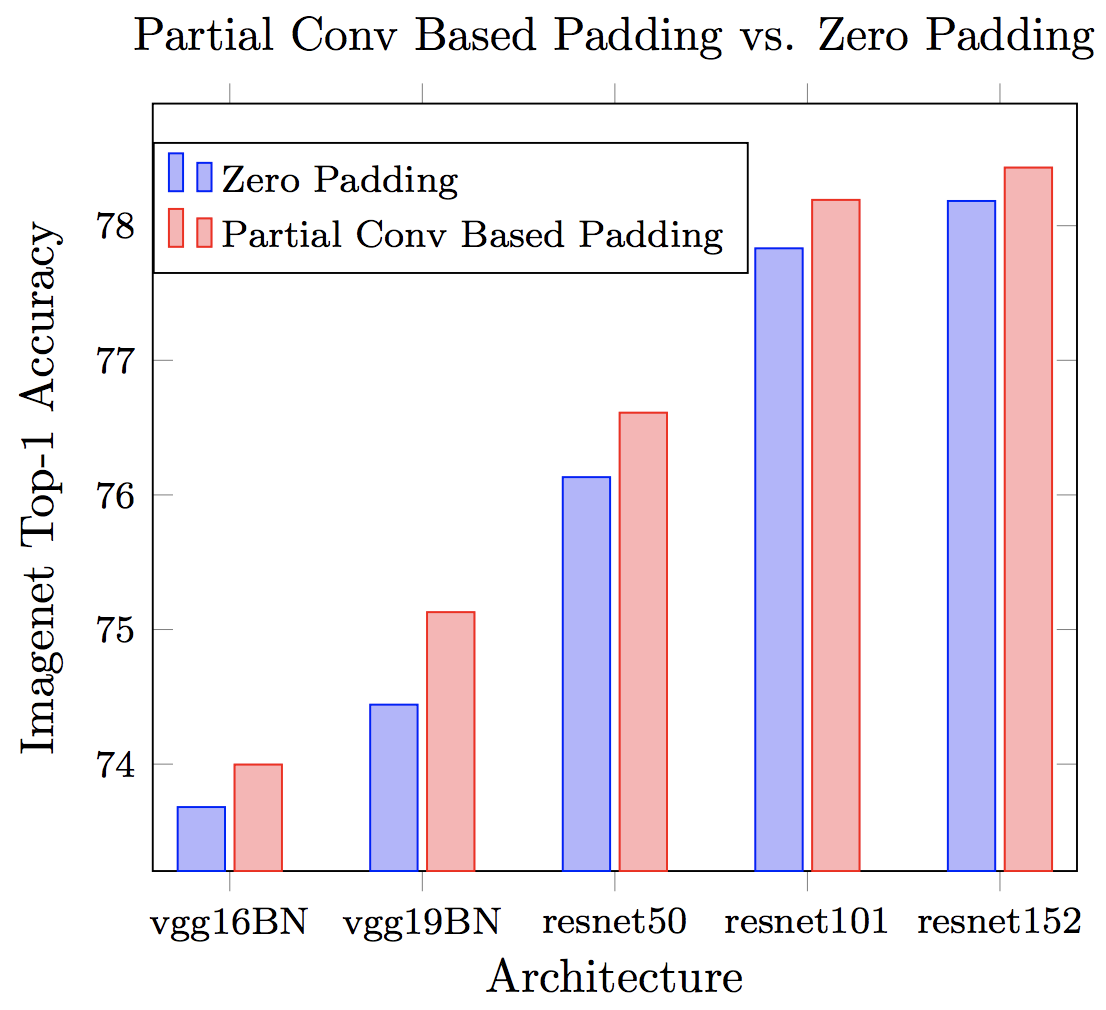 Partial Conv Based Padding vs. Zero Padding
Zero Padding
Partial Conv Based Padding
Imagenet Top-1 Accuracy
78
77
76
75
74
vgg16BN vgg19BN resnet50 resnet101 resnet152
Architecture